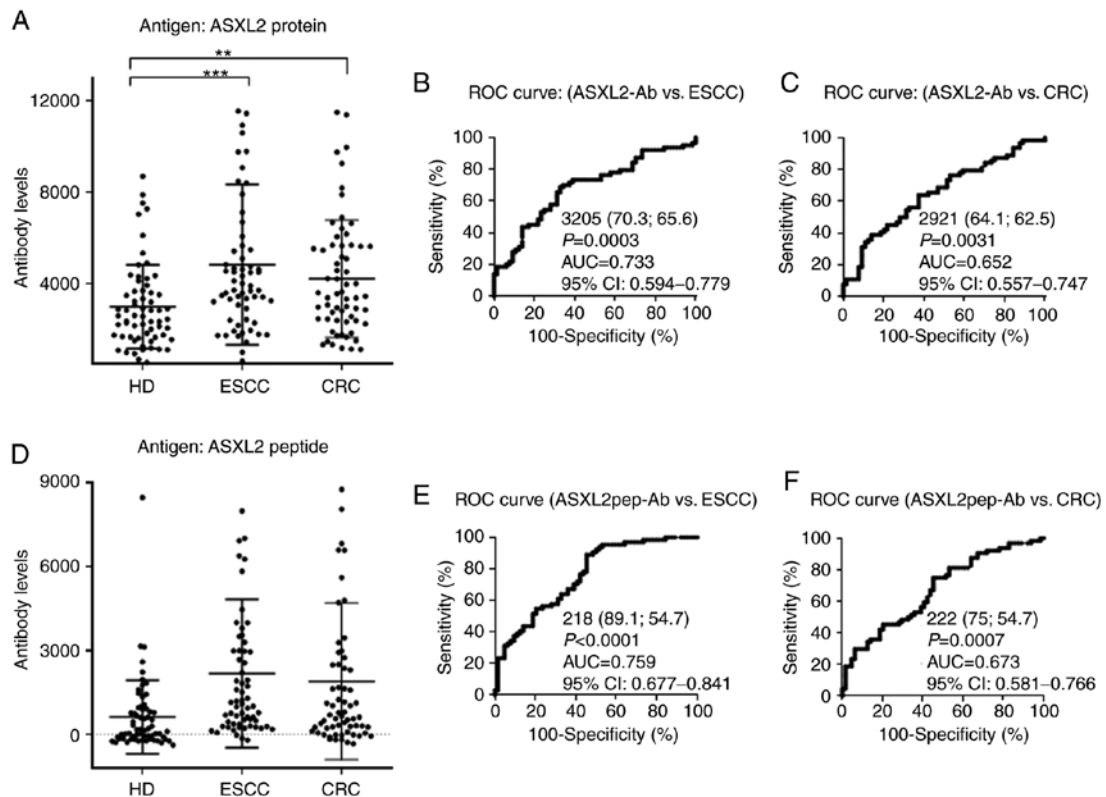 A
Antigen: ASXL2 protein
**
***
12000
8000
4000
Antibody levels
HD
ESCC
CRC
B
ROC curve: (ASXL2-Ab vs. ESCC)
100
80
60
40
20
0
Sensitivity (%)
3205 (70.3; 65.6)
P=0.0003
AUC=0.733
95% CI: 0.594–0.779
0 20 40 60 80 100
100-Specificity (%)
C
ROC curve: (ASXL2-Ab vs. CRC)
100
80
60
40
20
0
Sensitivity (%)
2921 (64.1; 62.5)
P=0.0031
AUC=0.652
95% CI: 0.557–0.747
0 20 40 60 80 100
100-Specificity (%)
D
Antigen: ASXL2 peptide
9000
6000
3000
0
Antibody levels
HD
ESCC
CRC
E
ROC curve (ASXL2pep-Ab vs. ESCC)
100
80
60
40
20
0
Sensitivity (%)
218 (89.1; 54.7)
P<0.0001
AUC=0.759
95% CI: 0.677–0.841
0 20 40 60 80 100
100-Specificity (%)
F
ROC curve (ASXL2pep-Ab vs. CRC)
100
80
60
40
20
0
Sensitivity (%)
222 (75; 54.7)
P=0.0007
AUC=0.673
95% CI: 0.581–0.766
0 20 40 60 80 100
100-Specificity (%)